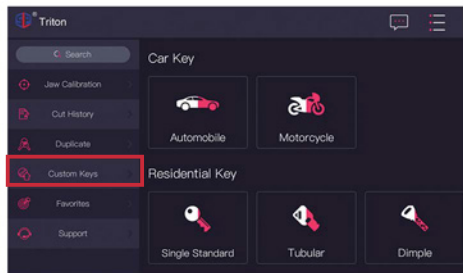 Triton
Search
Jaw Calibration
Cut History
Duplicate
Custom Keys
Favorites
Support
Car Key
Automobile
Motorcycle
Residential Key
Single Standard
Tubular
Dimple